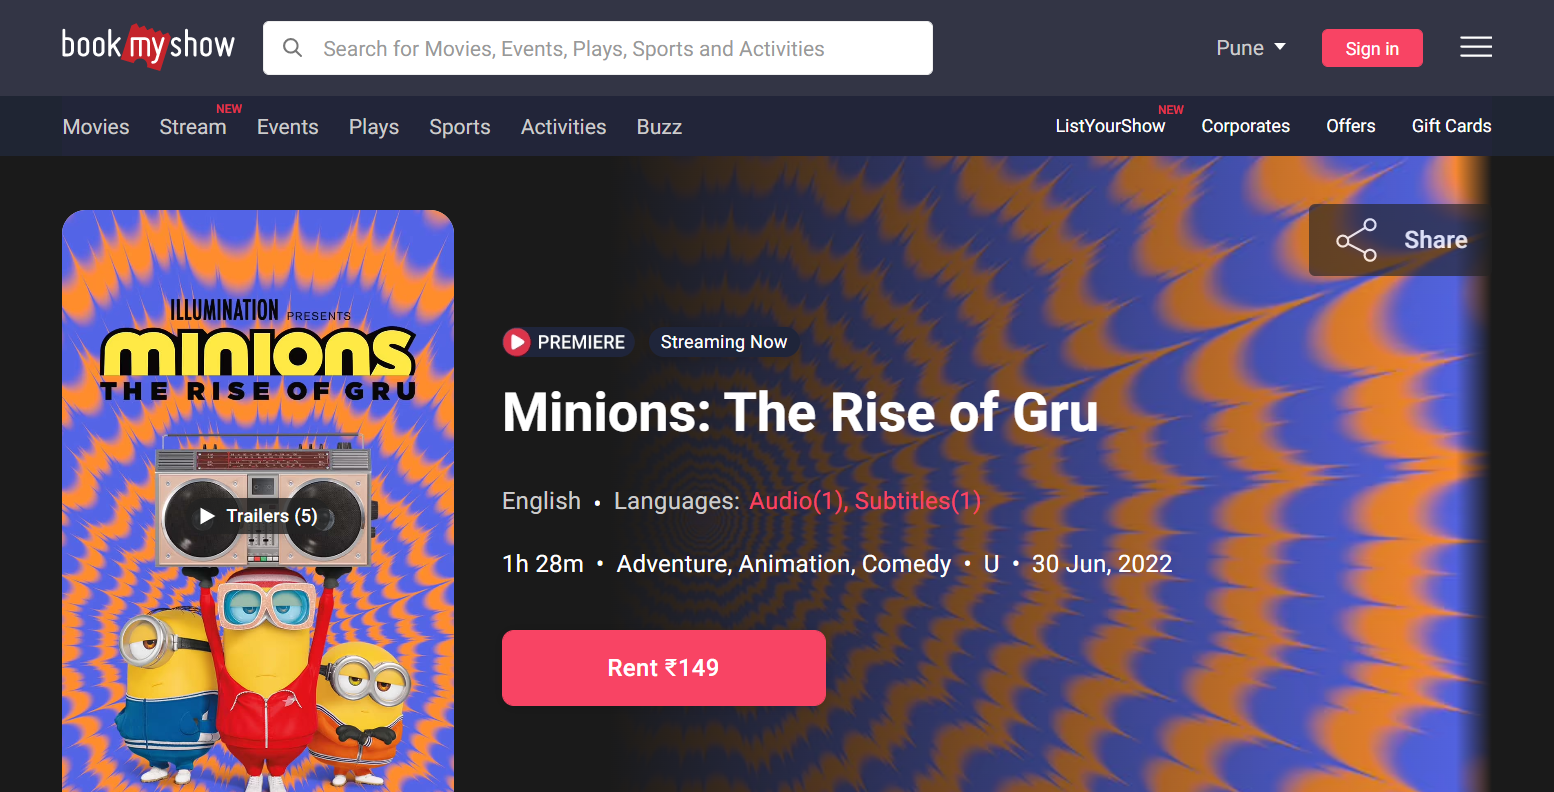 bookmyshow
Search for Movies, Events, Plays, Sports and Activities
Pune
Sign in
Movies
Stream
NEW
Events
Plays
Sports
Activities
Buzz
ListYourShow
NEW
Corporates
Offers
Gift Cards
Share
ILLUMINATION PRESENTS
minions
THE RISE OF GRU
Trailers (5)
PREMIERE
Streaming Now
Minions: The Rise of Gru
English • Languages: Audio(1), Subtitles(1)
1h 28m • Adventure, Animation, Comedy • U • 30 Jun, 2022
Rent ₹149